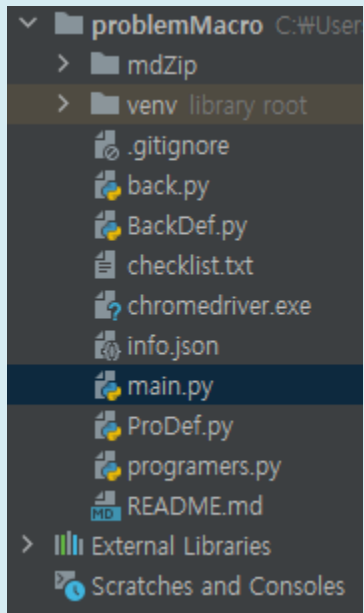 problemMacro C:₩Users
mdZip
venv library root
.gitignore
back.py
BackDef.py
checklist.txt
chromedriver.exe
info.json
main.py
ProDef.py
programers.py
MD README.md
External Libraries
Scratches and Consoles